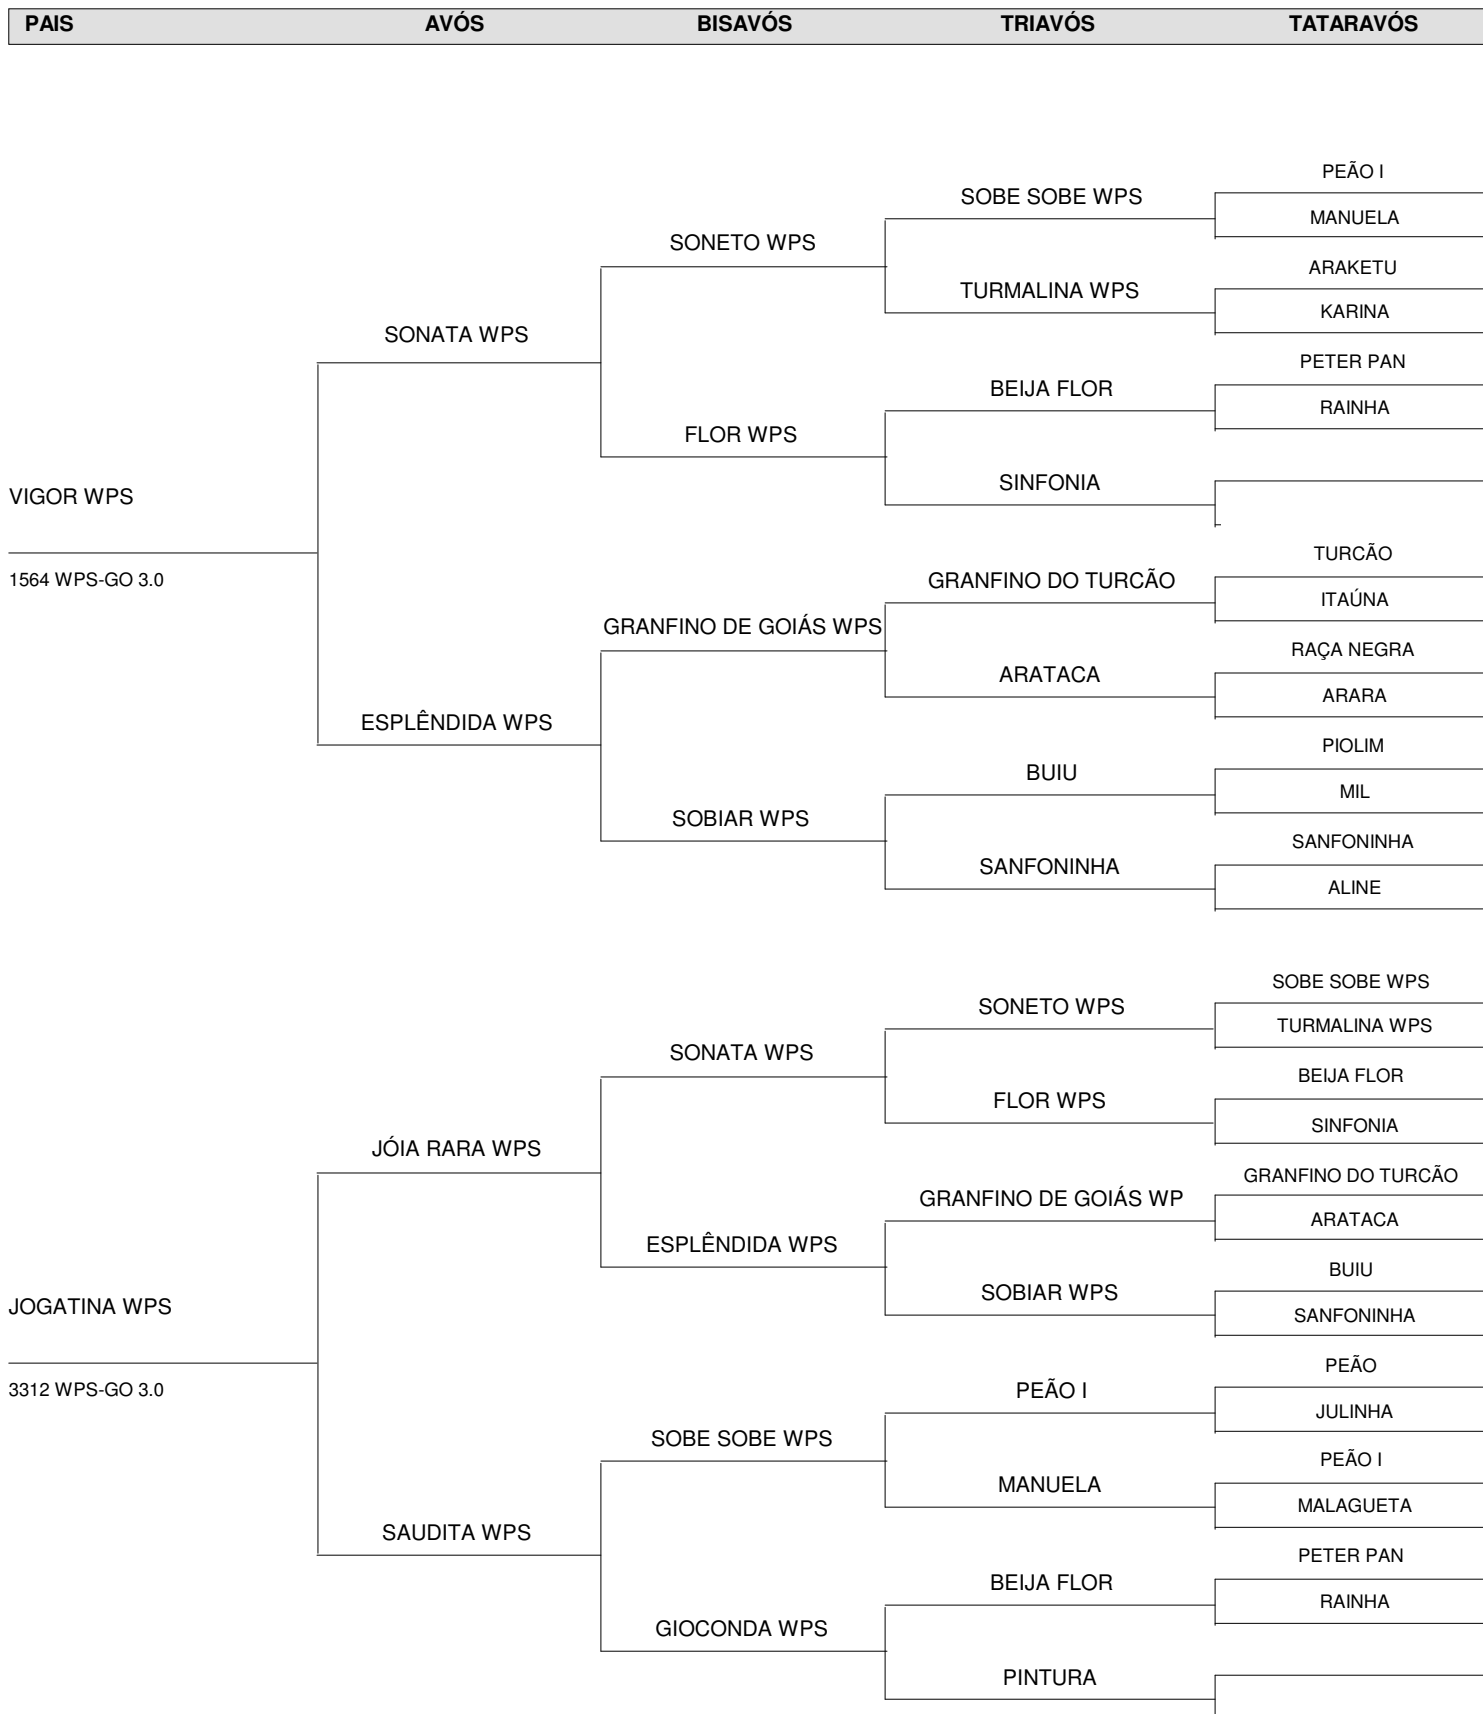 PAIS AVÓS BISAVÓS TRIAVÓS TATARAVÓS
PEÃO I
SOBE SOBE WPS
MANUELA
SONETO WPS
ARAKETU
TURMALINA WPS
KARINA
SONATA WPS
PETER PAN
BEIJA FLOR
RAINHA
FLOR WPS
SINFONIA
VIGOR WPS
TURCÃO
1564 WPS-GO 3.0
GRANFINO DO TURCÃO
ITAÚNA
GRANFINO DE GOIÁS WPS
RAÇA NEGRA
ARATACA
ARARA
ESPLÊNDIDA WPS
PIOLIM
BUIU
MIL
SOBIAR WPS
SANFONINHA
SANFONINHA
ALINE
SOBE SOBE WPS
SONETO WPS
TURMALINA WPS
SONATA WPS
BEIJA FLOR
FLOR WPS
SINFONIA
JÓIA RARA WPS
GRANFINO DO TURCÃO
GRANFINO DE GOIÁS WP
ARATACA
ESPLÊNDIDA WPS
BUIU
SOBIAR WPS
JOGATINA WPS
SANFONINHA
PEÃO
3312 WPS-GO 3.0
PEÃO I
JULINHA
SOBE SOBE WPS
PEÃO I
MANUELA
MALAGUETA
SAUDITA WPS
PETER PAN
BEIJA FLOR
RAINHA
GIOCONDA WPS
PINTURA